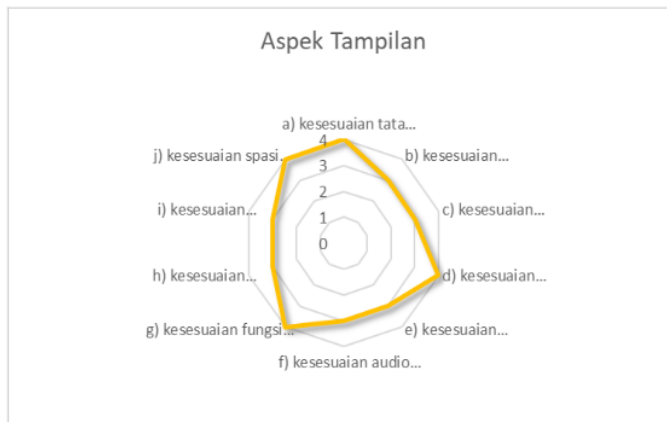 Aspek Tampilan
a) kesesuaian tata...
j) kesesuaian spasi...
b) kesesuaian...
i) kesesuaian...
c) kesesuaian...
h) kesesuaian...
d) kesesuaian...
g) kesesuaian fungsi...
e) kesesuaian...
f) kesesuaian audio...
4
3
2
1
0